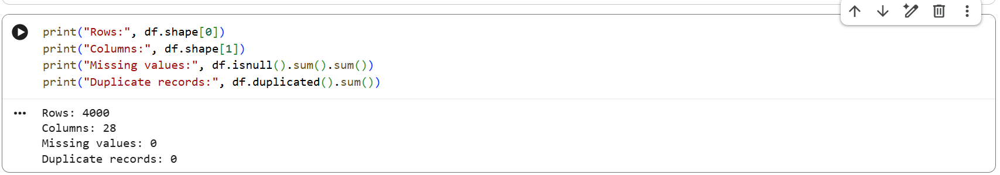 print("Rows:", df.shape[0])
print("Columns:", df.shape[1])
print("Missing values:", df.isnull().sum().sum())
print("Duplicate records:", df.duplicated().sum())
Rows: 4000
Columns: 28
Missing values: 0
Duplicate records: 0